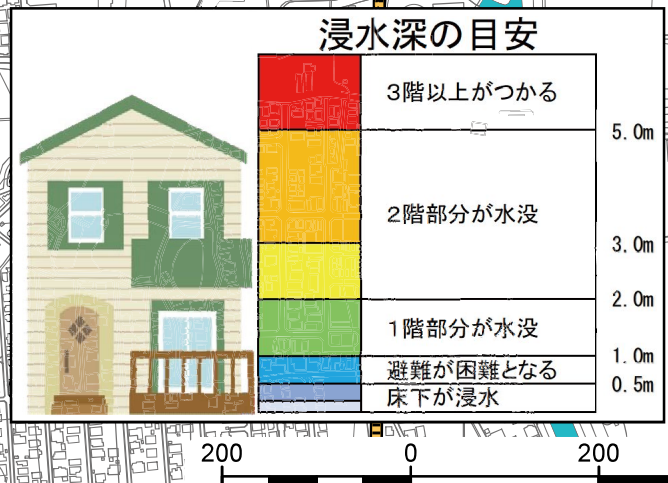 浸水深の目安
3階以上がつかる
5.0m
2階部分が水没
3.0m
2.0m
1階部分が水没
1.0m
避難が困難となる
0.5m
床下が浸水
200 0 200